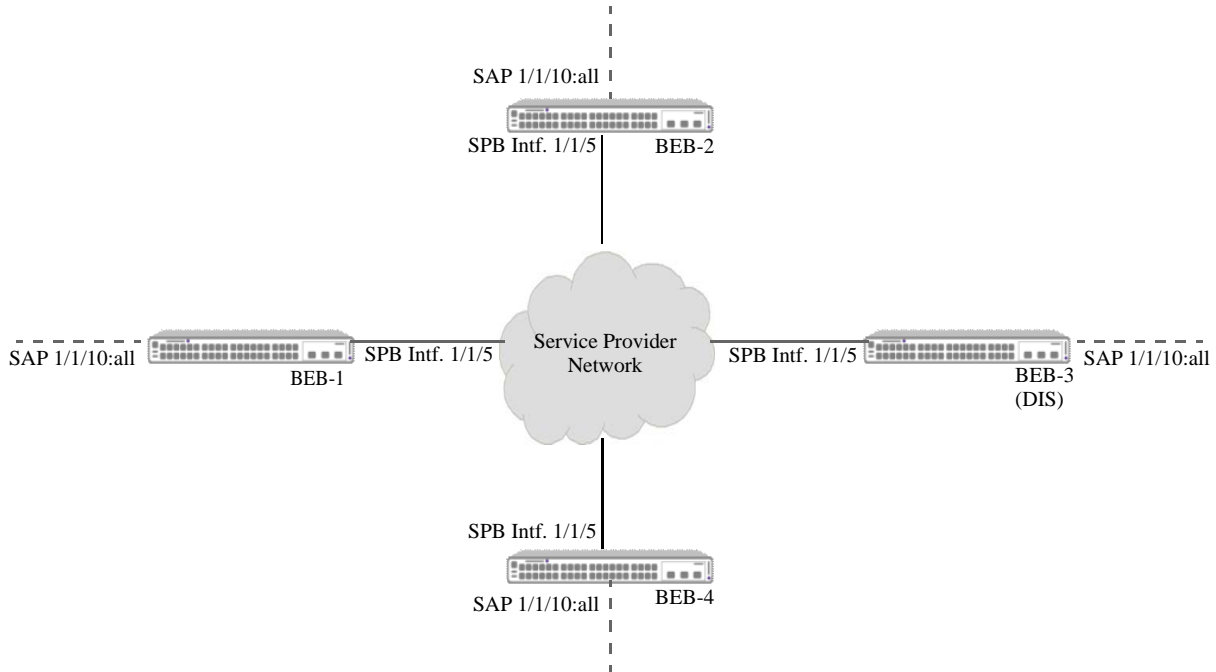 SAP 1/1/10:all
SPB Intf. 1/1/5
BEB-2
SAP 1/1/10:all
SPB Intf. 1/1/5
BEB-1
Service Provider
Network
SPB Intf. 1/1/5
SAP 1/1/10:all
BEB-3
(DIS)
SPB Intf. 1/1/5
SAP 1/1/10:all
BEB-4